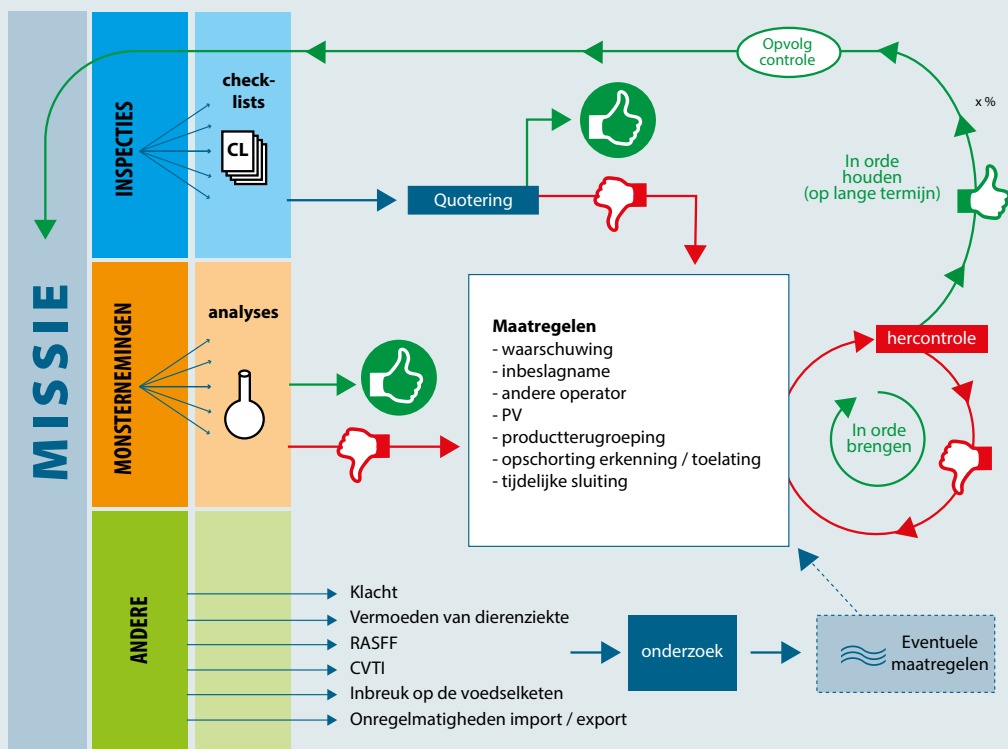 MISSIE
INSPECTIES
check-
lists
CL
Quotering
Opvolg
controle
x %
In orde
houden
(op lange termijn)
MONSTERNEMINGEN
analyses
Maatregelen
- waarschuwing
- inbeslagname
- andere operator
- PV
- productterugroeping
- opschorting erkenning / toelating
- tijdelijke sluiting
hercontrole
In orde
brengen
ANDERE
Klacht
Vermoeden van dierenziekte
RASFF
CVTI
Inbreuk op de voedselketen
Onregelmatigheden import / export
onderzoek
Eventuele
maatregelen